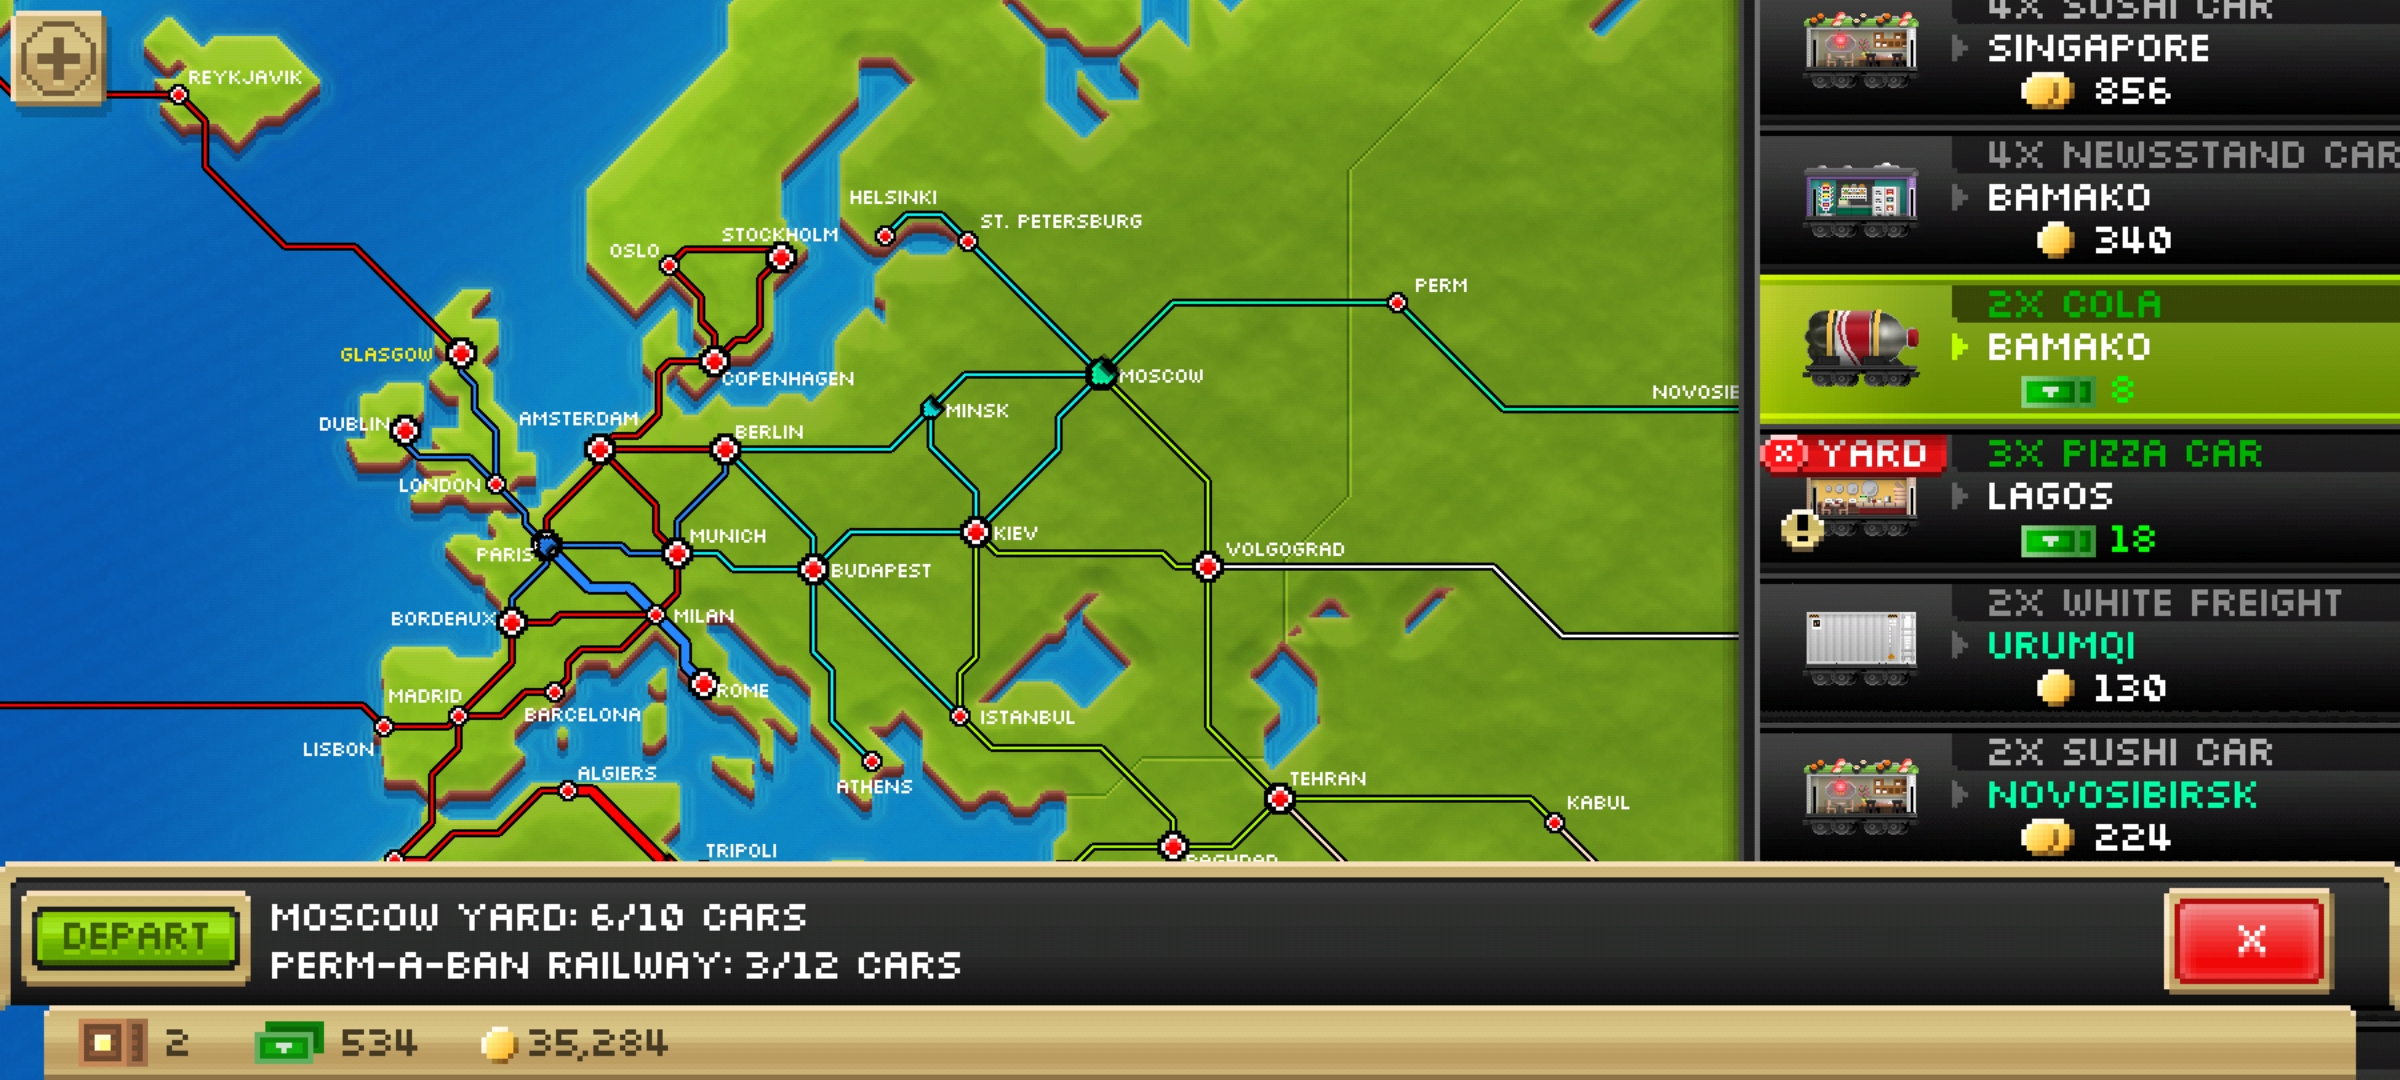 REYKJAVIK
HELSINKI
ST. PETERSBURG
STOCKHOLM
OSLO
PERM
GLASGOW
COPENHAGEN
MOSCOW
NOVOSIB
MINSK
DUBLIN
AMSTERDAM
BERLIN
LONDON
PARIS
MUNICH
KIEV
VOLGOGRAD
BUDAPEST
BORDEAUX
MILAN
MADRID
ROME
BARCELONA
ISTANBUL
LISBON
ALGIERS
ATHENS
TEHRAN
KABUL
TRIPOLI
BAGHDAD
4X SUSHI CAR
SINGAPORE
856
4X NEWSSTAND CAR
BAMAKO
340
2X COLA
BAMAKO
8
YARD
3X PIZZA CAR
LAGOS
18
2X WHITE FREIGHT
URUMQI
130
2X SUSHI CAR
NOVOSIBIRSK
224
DEPART
MOSCOW YARD: 6/10 CARS
PERM-A-BAN RAILWAY: 3/12 CARS
X
2
534
35,284